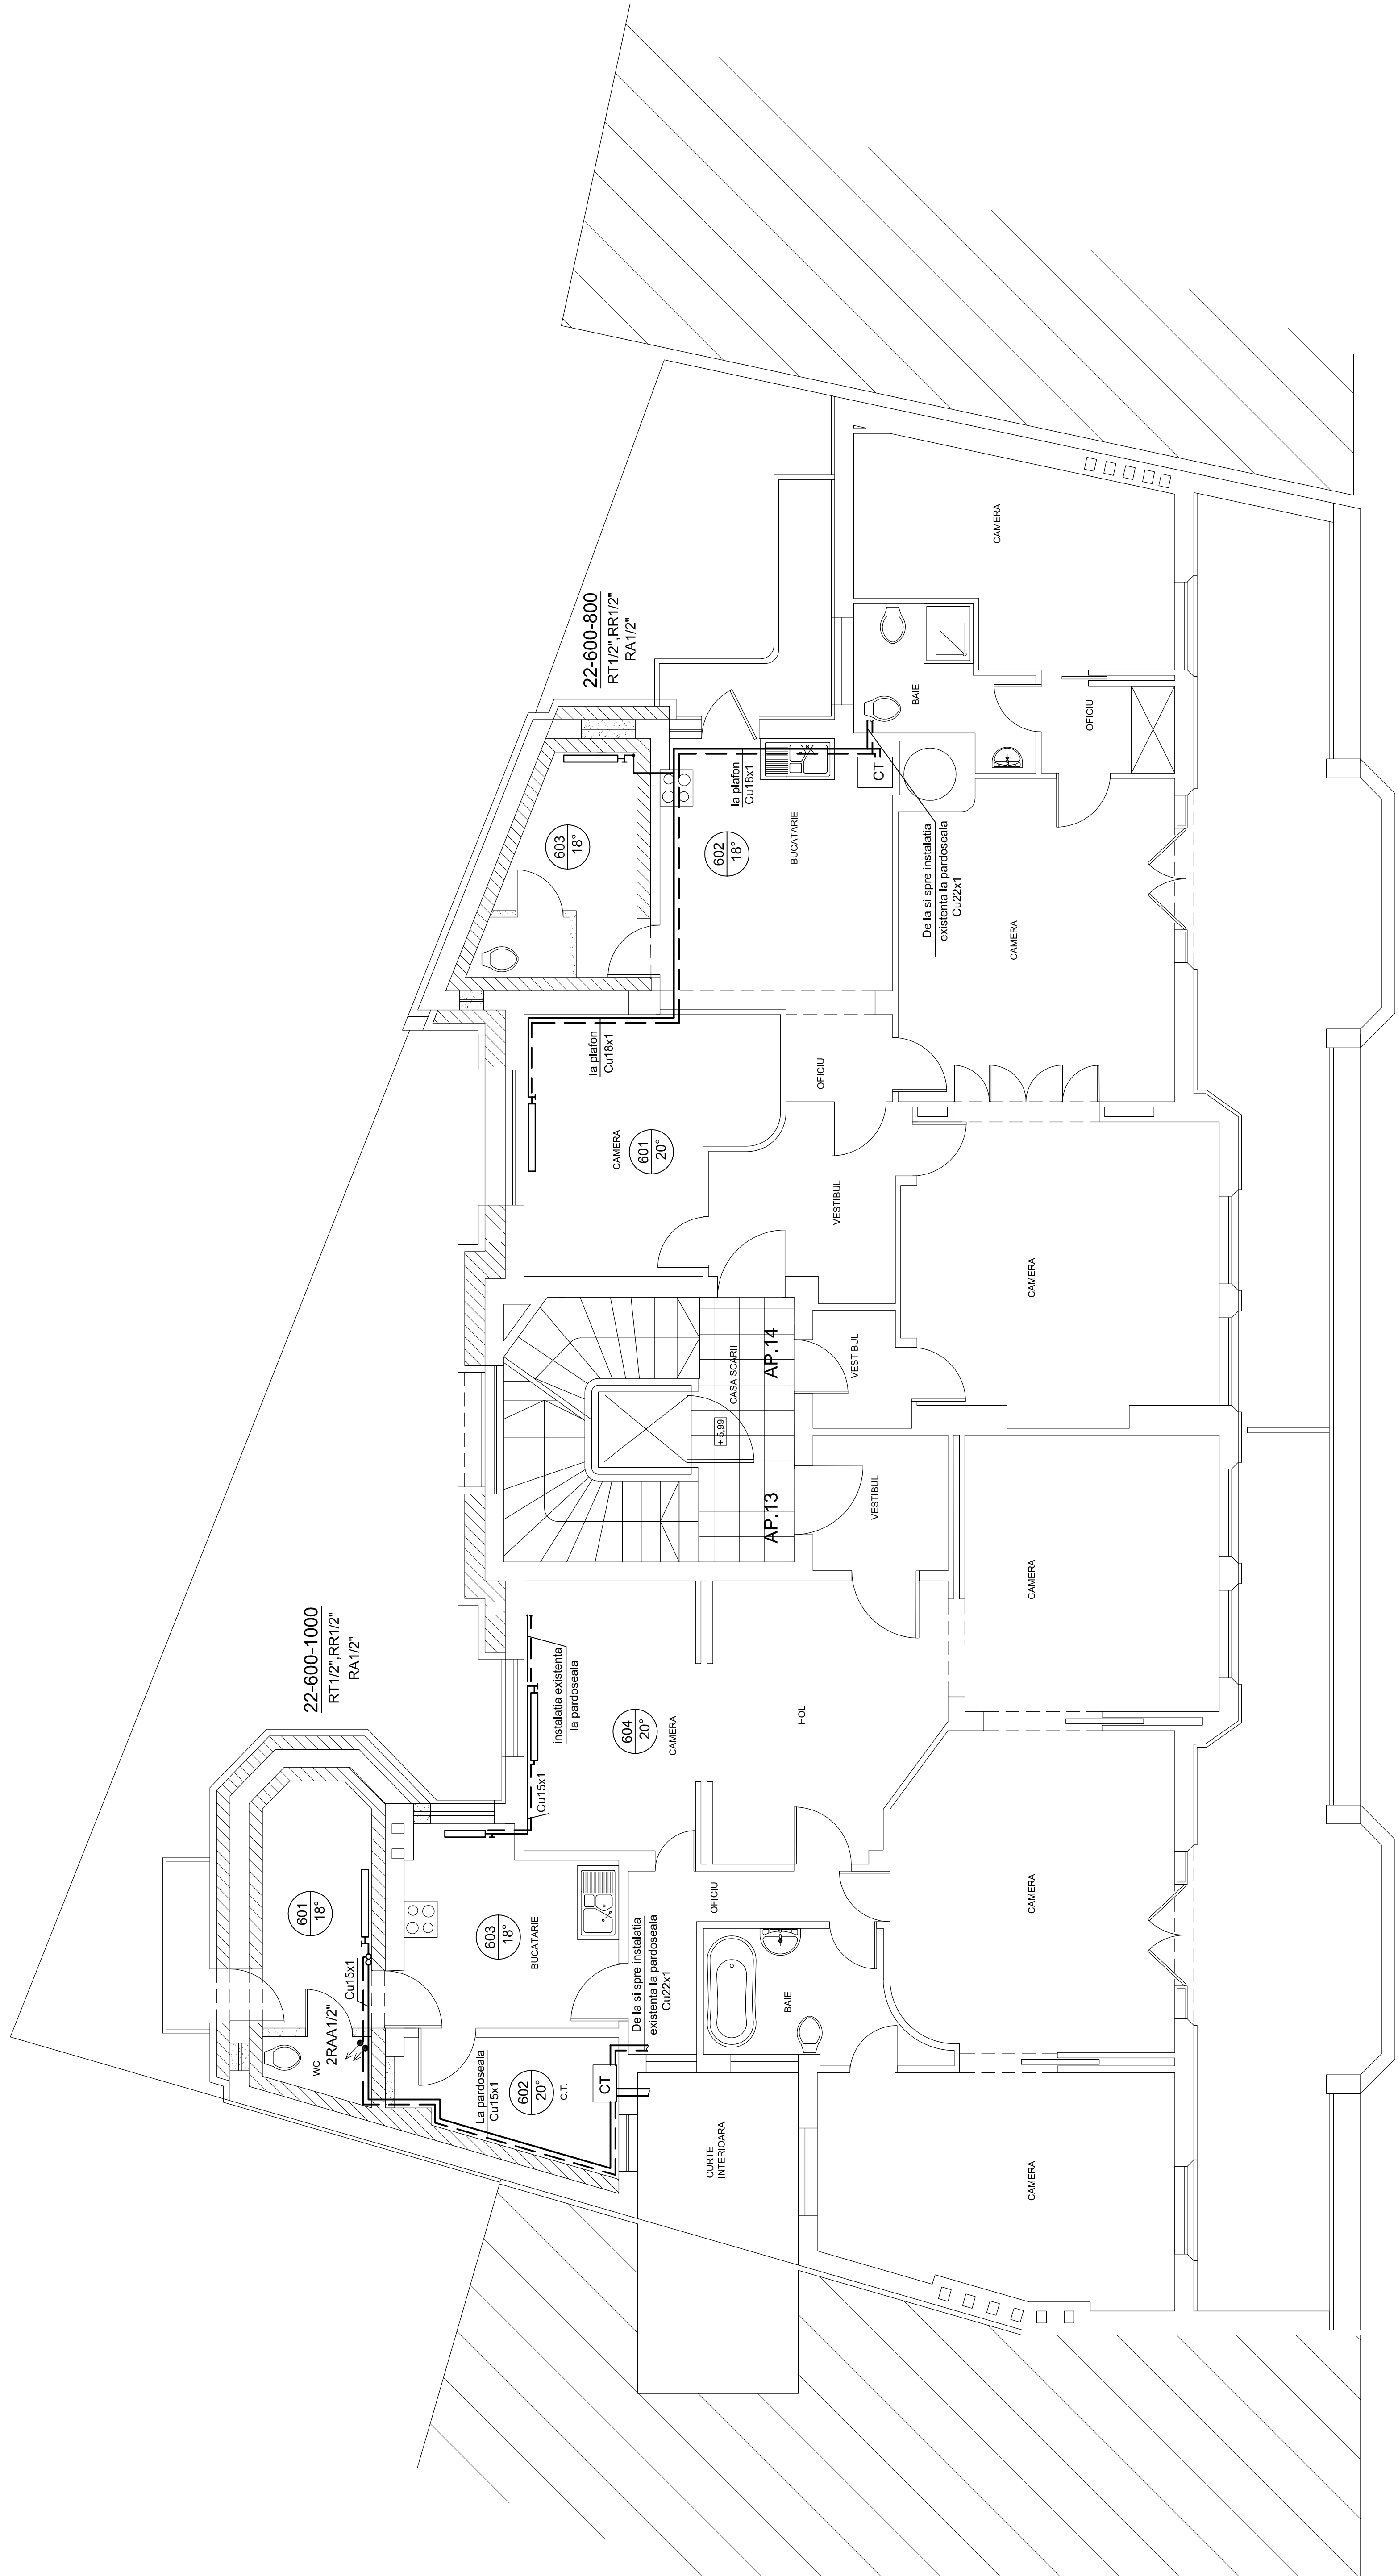 22-600-1000
RT1/2",RR1/2"
RA1/2"
601
18°
WC
2RAA1/2"
Cu15x1
603
18°
BUCATARIE
La pardoseala
Cu15x1
602
20°
C.T.
CT
De la si spre instalatia
existenta la pardoseala
Cu22x1
Cu15x1
instalatia existenta
la pardoseala
604
20°
CAMERA
HOL
OFICIU
BAIE
CURTE
INTERIOARA
CAMERA
CAMERA
CAMERA
VESTIBUL
AP.13
+ 5.99
CASA SCARII
AP.14
VESTIBUL
CAMERA
VESTIBUL
CAMERA
601
20°
la plafon
Cu18x1
OFICIU
22-600-800
RT1/2",RR1/2"
RA1/2"
603
18°
602
18°
BUCATARIE
la plafon
Cu18x1
CT
De la si spre instalatia
existenta la pardoseala
Cu22x1
CAMERA
BAIE
OFICIU
CAMERA